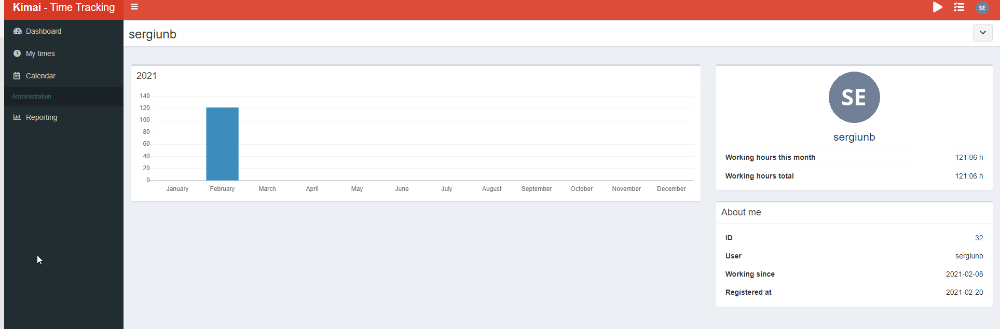 Kimai - Time Tracking
SE
Dashboard
My times
Calendar
Administration
Reporting
sergiunb
2021
140
120
100
80
60
40
20
0
January February March April May June July August September October November December
SE
sergiunb
Working hours this month 121:06 h
Working hours total 121:06 h
About me
ID 32
User sergiunb
Working since 2021-02-08
Registered at 2021-02-20